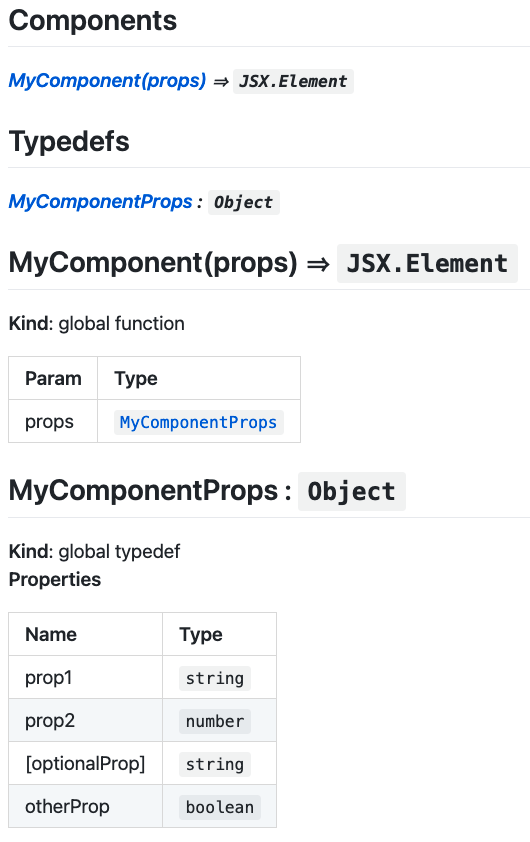 Components
MyComponent(props) ⇒ JSX.Element
Typedefs
MyComponentProps : Object
MyComponent(props) ⇒ JSX.Element
Kind: global function
Param Type
props MyComponentProps
MyComponentProps : Object
Kind: global typedef
Properties
Name Type
prop1 string
prop2 number
[optionalProp] string
otherProp boolean